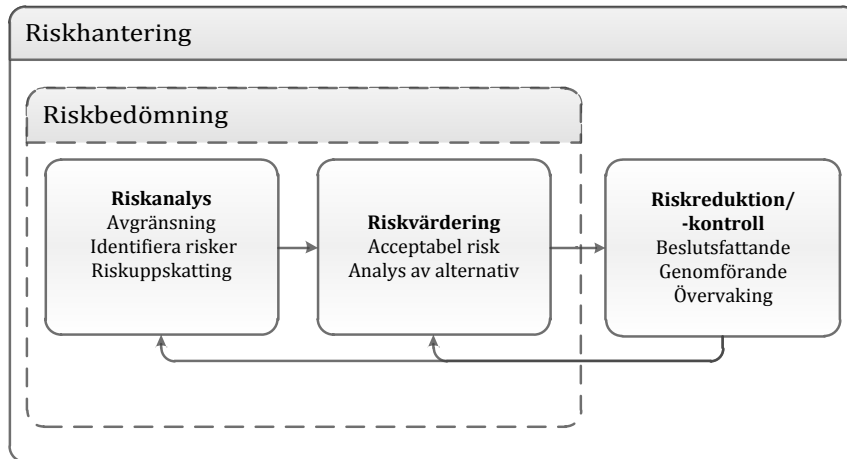 Riskhantering
Riskbedömning
Riskanalys
Avgränsning
Identifiera risker
Riskuppskatting
Riskvärdering
Acceptabel risk
Analys av alternativ
Riskreduktion/
-kontroll
Beslutsfattande
Genomförande
Övervaking